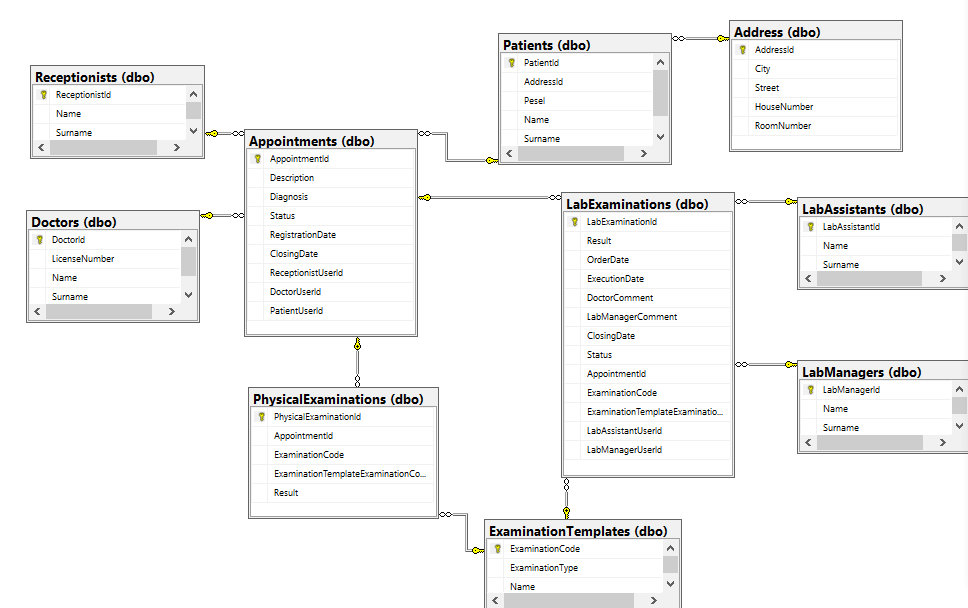 Receptionists (dbo)
ReceptionistId
Name
Surname
Doctors (dbo)
DoctorId
LicenseNumber
Name
Surname
Appointments (dbo)
AppointmentId
Description
Diagnosis
Status
RegistrationDate
ClosingDate
ReceptionistUserId
DoctorUserId
PatientUserId
PhysicalExaminations (dbo)
PhysicalExaminationId
AppointmentId
ExaminationCode
ExaminationTemplateExaminationCo...
Result
Patients (dbo)
PatientId
AddressId
Pesel
Name
Surname
Address (dbo)
AddressId
City
Street
HouseNumber
RoomNumber
LabExaminations (dbo)
LabExaminationId
Result
OrderDate
ExecutionDate
DoctorComment
LabManagerComment
ClosingDate
Status
AppointmentId
ExaminationCode
ExaminationTemplateExaminatio...
LabAssistantUserId
LabManagerUserId
LabAssistants (dbo)
LabAssistantId
Name
Surname
LabManagers (dbo)
LabManagerId
Name
Surname
ExaminationTemplates (dbo)
ExaminationCode
ExaminationType
Name